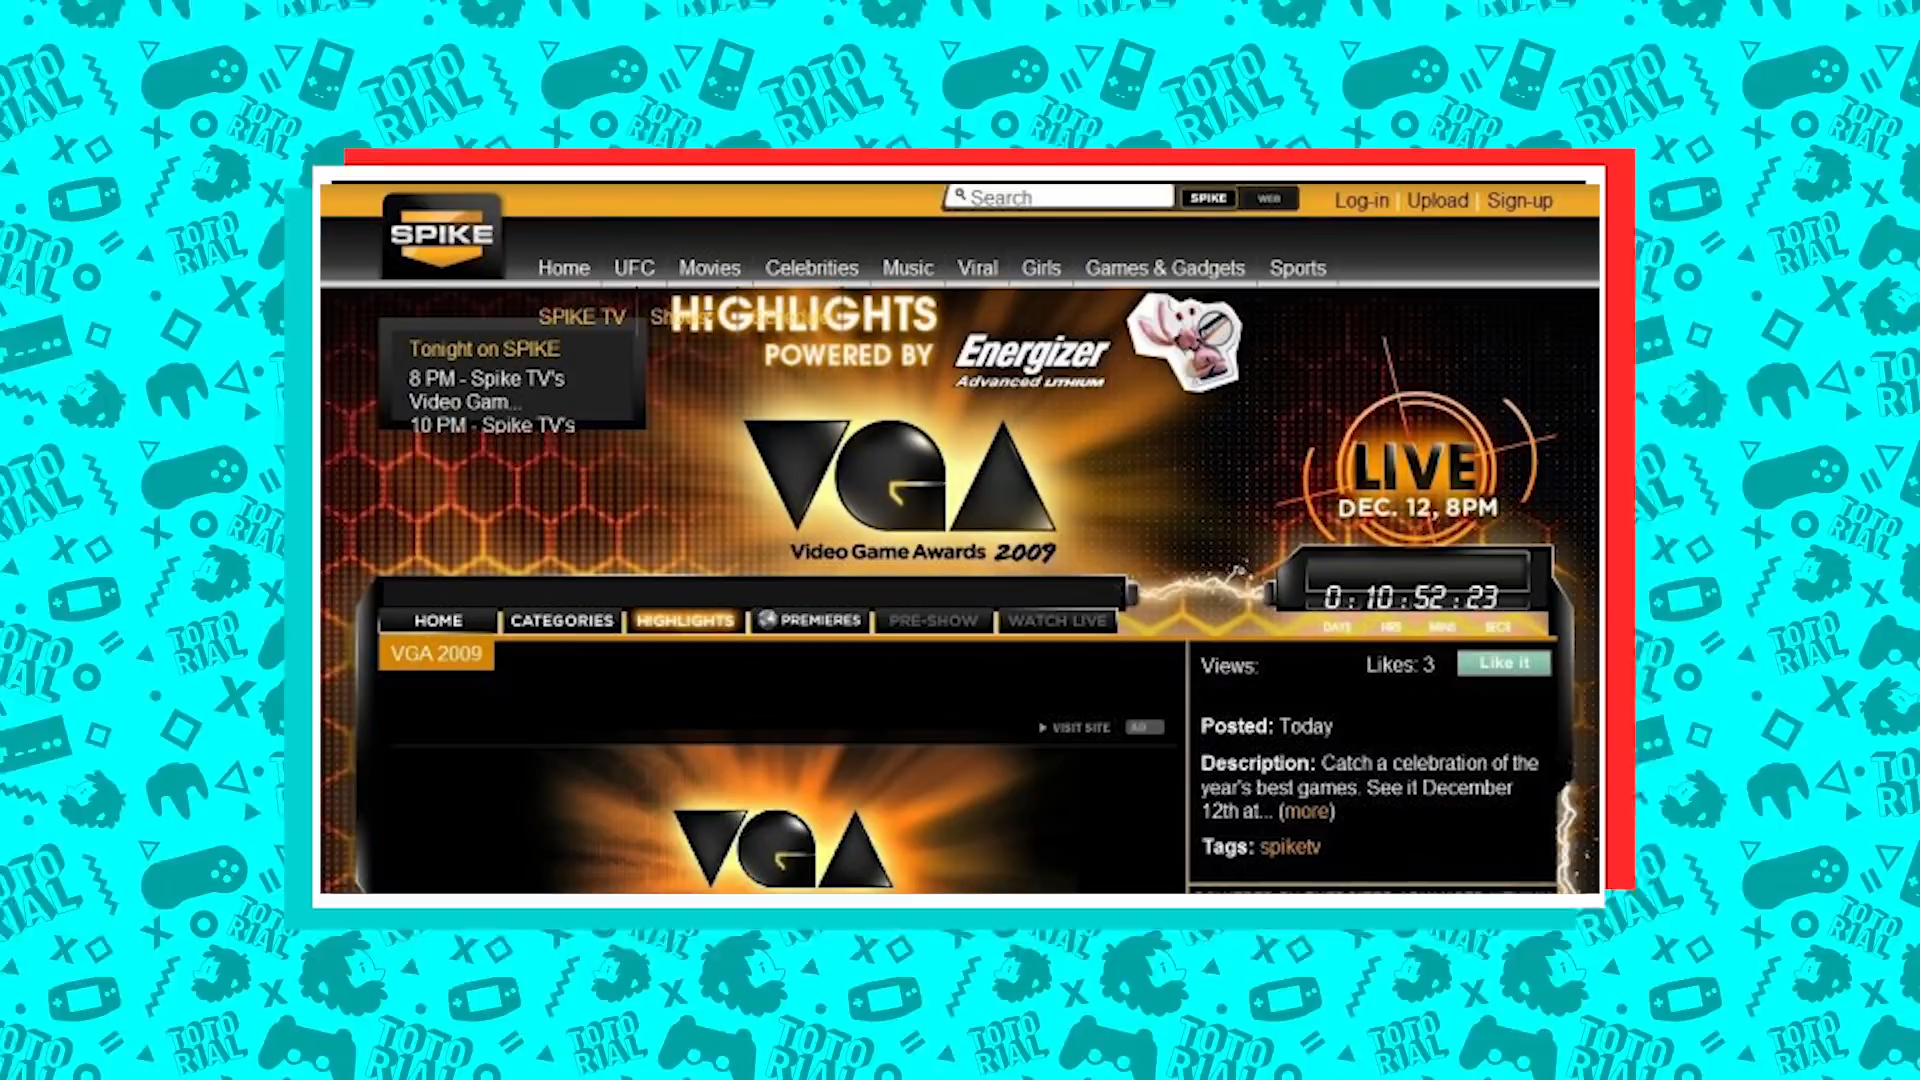 SPIKE
Search
SPIKE
WEB
Log-in | Upload | Sign-up
Home UFC Movies Celebrities Music Viral Girls Games & Gadgets Sports
SPIKE TV
HIGHLIGHTS
POWERED BY
Energizer
Advanced LITHIUM
Tonight on SPIKE
8 PM - Spike TV's
Video Gam...
10 PM - Spike TV's
VGA
Video Game Awards 2009
LIVE
DEC. 12, 8PM
0:10:52:23
DAYS HRS MINS SECS
HOME CATEGORIES HIGHLIGHTS PREMIERES PRE-SHOW WATCH LIVE
VGA 2009
VISIT SITE
AD
VGA
Views:
Likes: 3
Like it
Posted: Today
Description: Catch a celebration of the
year's best games. See it December
12th at... (more)
Tags: spiketv
TOTO
RIAL